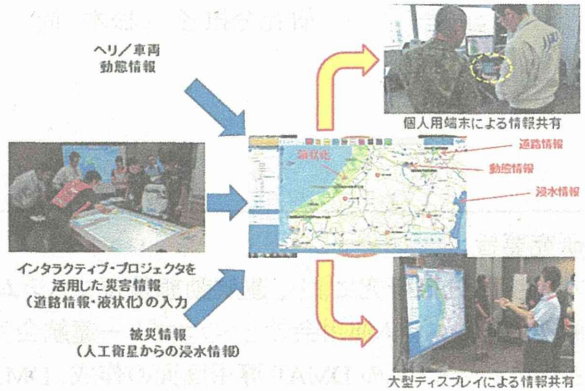 ヘリ／車両
動態情報
個人用端末による情報共有
液状化
道路情報
動態情報
浸水情報
インタラクティブ・プロジェクタを
活用した災害情報
（道路情報・液状化）の入力
被災情報
（人工衛星からの浸水情報）
大型ディスプレイによる情報共有